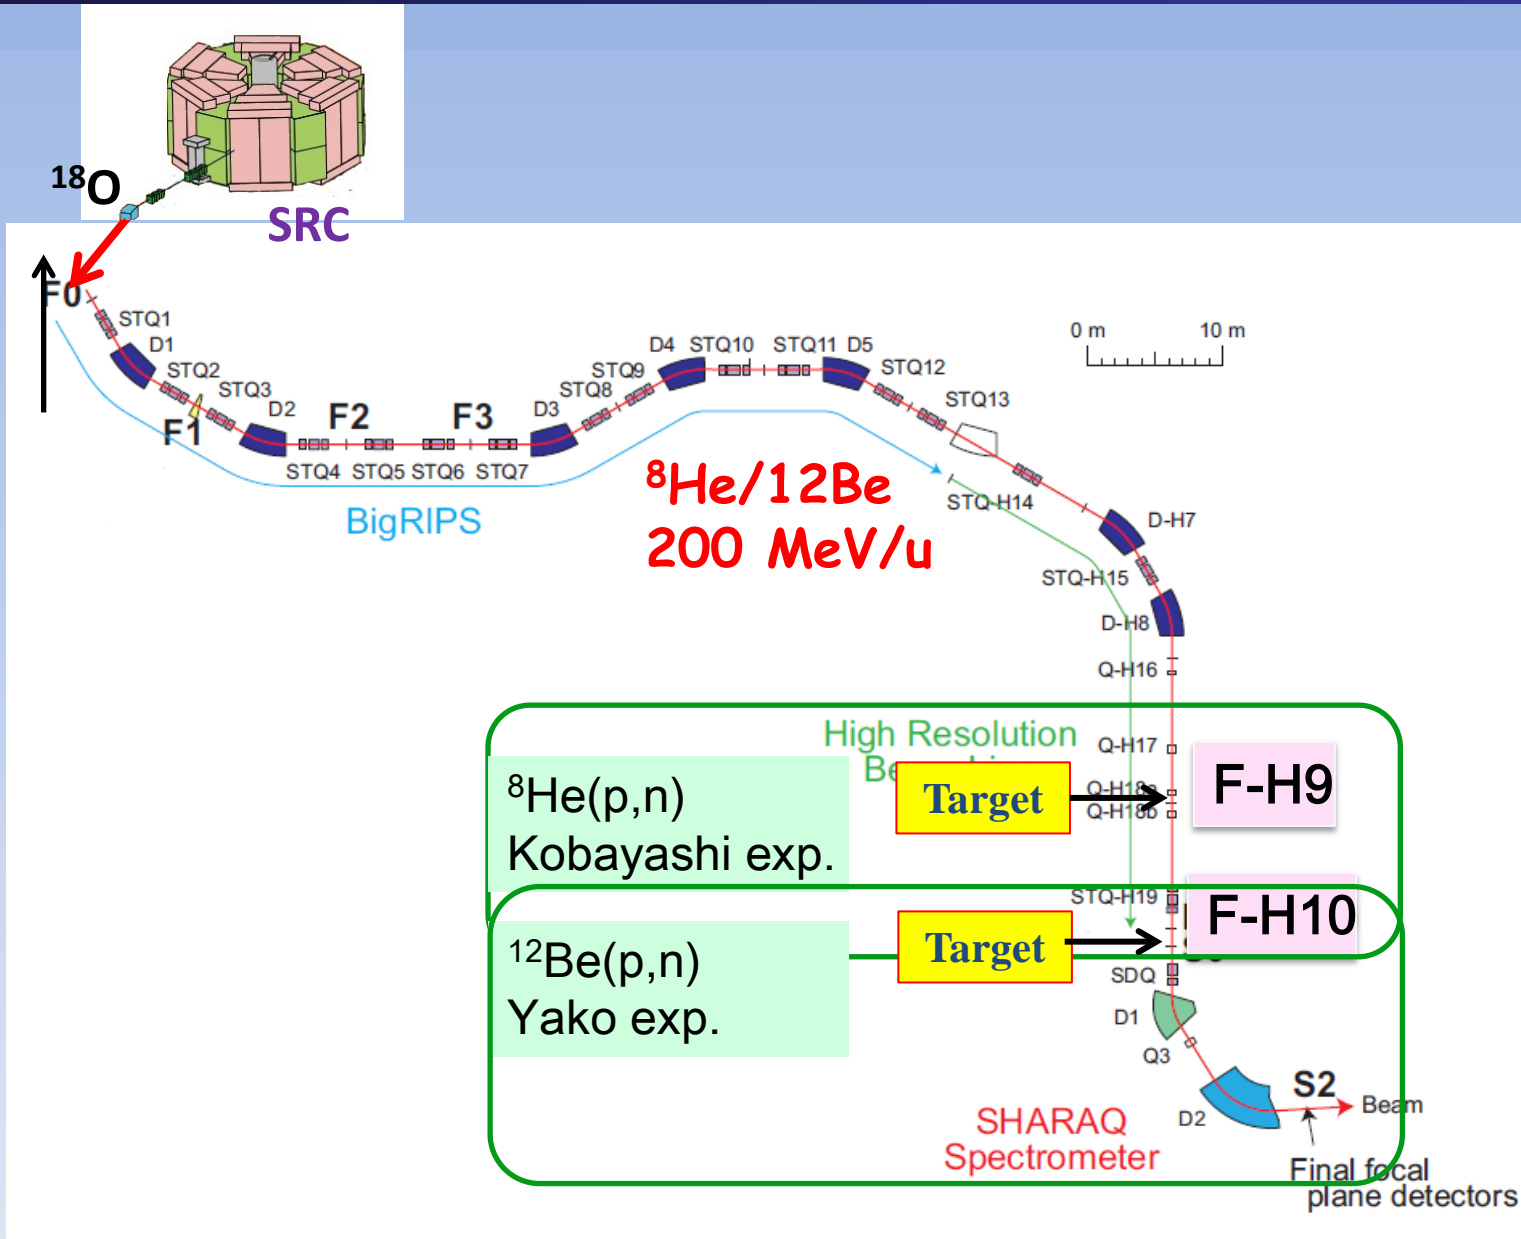 ¹⁸O
SRC
F0
STQ1
D1
STQ2
STQ3
D2
F1
F2
F3
STQ4 STQ5 STQ6 STQ7
D3
STQ8
STQ9
D4 STQ10 STQ11 D5
STQ12
STQ13
0 m 10 m
BigRIPS
⁸He/12Be
200 MeV/u
STQ-H14
D-H7
STQ-H15
D-H8
Q-H16
High Resolution
Q-H17
⁸He(p,n)
Kobayashi exp.
Target
Q-H18a
Q-H18b
F-H9
STQ-H19
F-H10
¹²Be(p,n)
Yako exp.
Target
SDQ
D1
Q3
D2
S2
Beam
SHARAQ
Spectrometer
Final focal
plane detectors